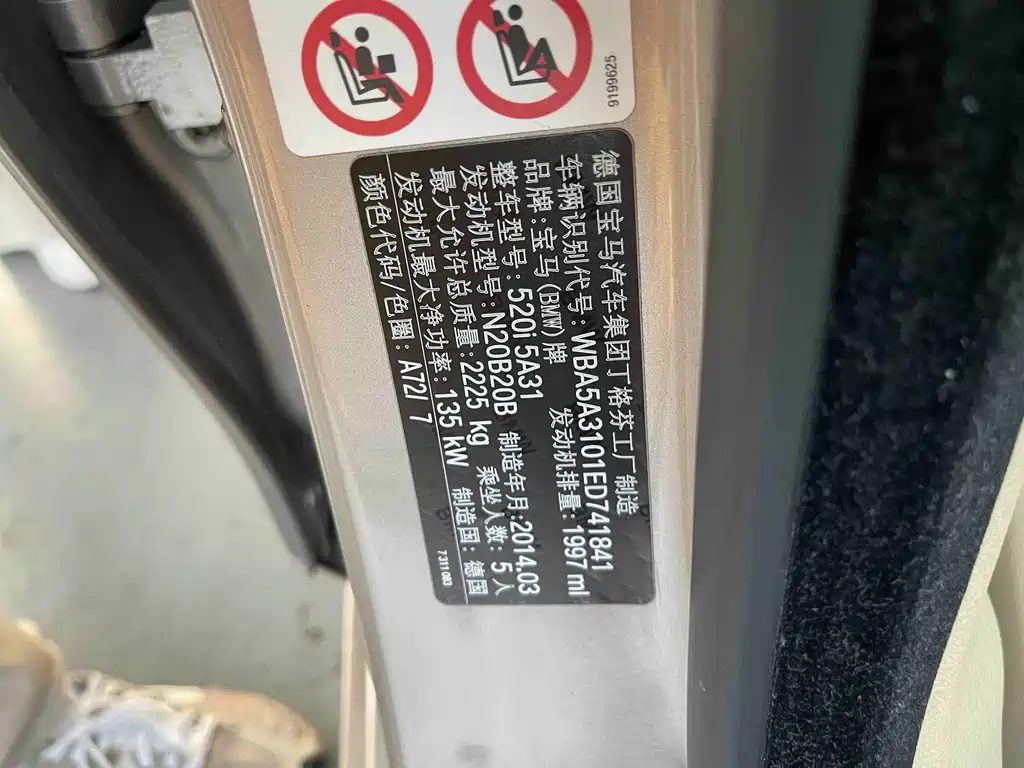 9199625
德国宝马汽车集团丁格芬工厂制造
车辆识别代号:WBA5A3101ED741841
品牌:宝马(BMW)牌 发动机排量:1997 ml
整车型号:520i 5A31
发动机型号:N20B20B 制造年月:2014.03
最大允许总质量:2225 kg 乘坐人数: 5 人
发动机最大净功率: 135 kW 制造国: 德国
颜色代码/色圈: A72/ 7
7 311 083